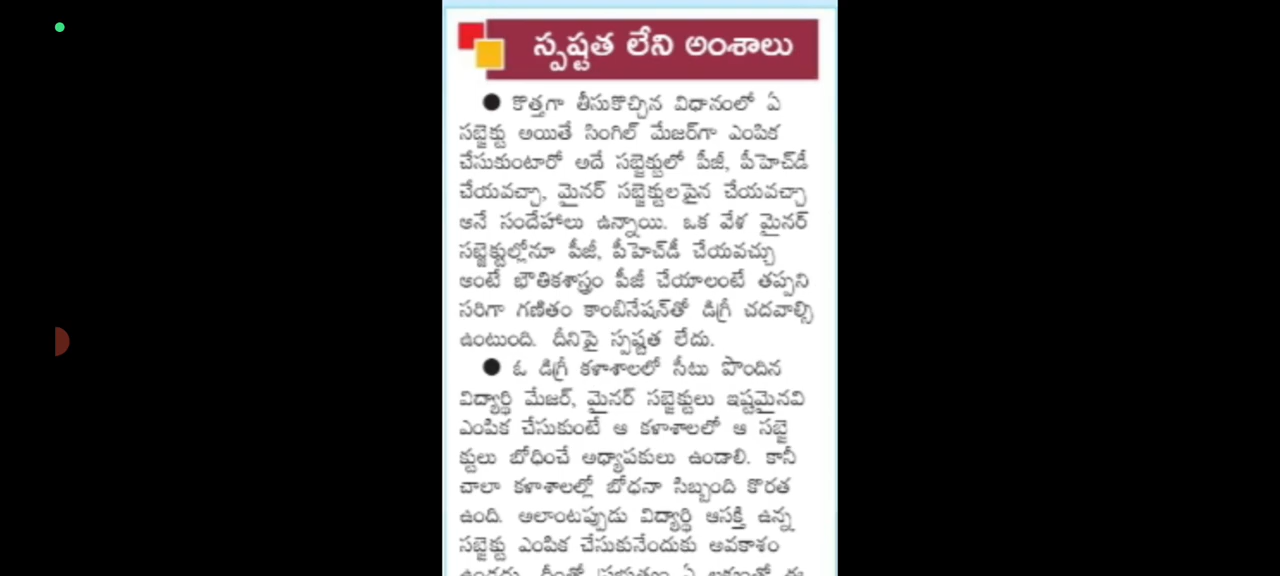 స్పష్టత లేని అంశాలు
● కొత్తగా తీసుకొచ్చిన విధానంలో ఏ
సబ్జెక్టు అయితే సింగిల్ మేజర్‌గా ఎంపిక
చేసుకుంటారో అదే సబ్జెక్టులో పీజీ, పీహెచ్‌డీ
చేయవచ్చా, మైనర్ సబ్జెక్టులపైన చేయవచ్చా
అనే సందేహాలు ఉన్నాయి. ఒక వేళ మైనర్
సబ్జెక్టుల్లోనూ పీజీ, పీహెచ్‌డీ చేయవచ్చు
అంటే భౌతికశాస్త్రం పీజీ చేయాలంటే తప్పని
సరిగా గణితం కాంబినేషన్‌తో డిగ్రీ చదవాల్సి
ఉంటుంది. దీనిపై స్పష్టత లేదు.
● ఓ డిగ్రీ కళాశాలలో సీటు పొందిన
విద్యార్థి మేజర్, మైనర్ సబ్జెక్టులు ఇష్టమైనవి
ఎంపిక చేసుకుంటే ఆ కళాశాలలో ఆ సబ్జె
క్టులు బోధించే అధ్యాపకులు ఉండాలి. కానీ
చాలా కళాశాలల్లో బోధనా సిబ్బంది కొరత
ఉంది. అలాంటప్పుడు విద్యార్థి ఆసక్తి ఉన్న
సబ్జెక్టు ఎంపిక చేసుకునేందుకు అవకాశం